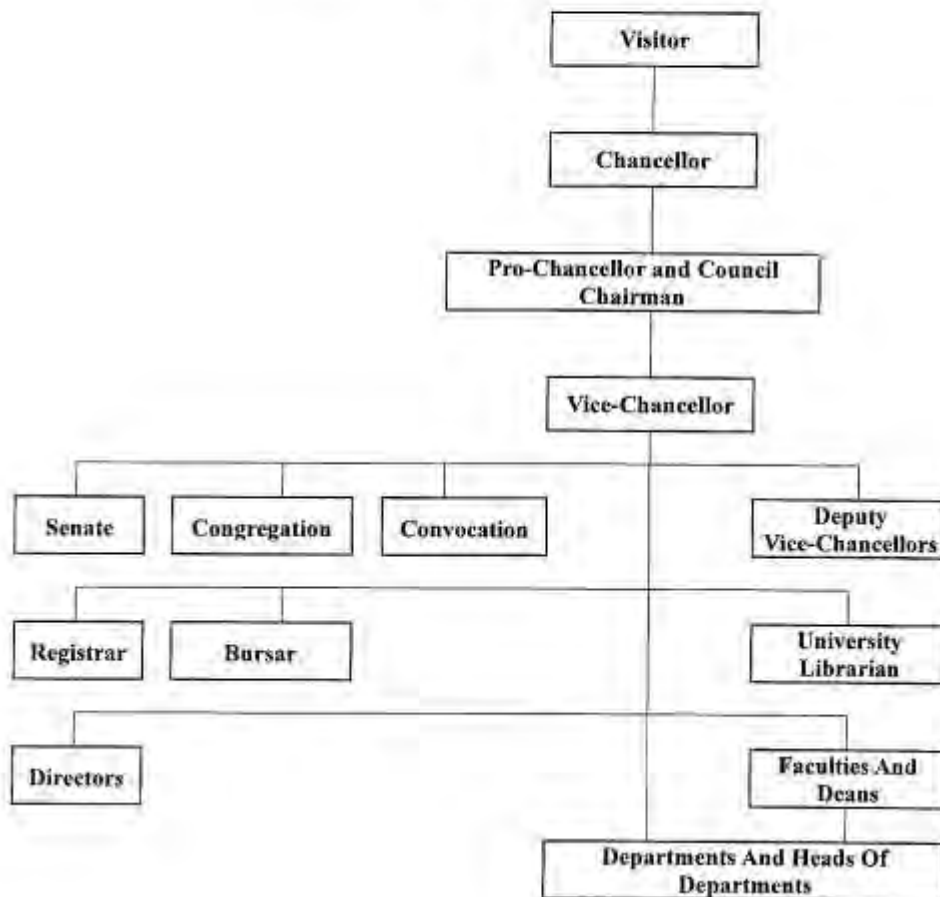 Visitor
Chancellor
Pro-Chancellor and Council
Chairman
Vice-Chancellor
Senate
Congregation
Convocation
Deputy
Vice-Chancellors
Registrar
Bursar
University
Librarian
Directors
Faculties And
Deans
Departments And Heads Of
Departments